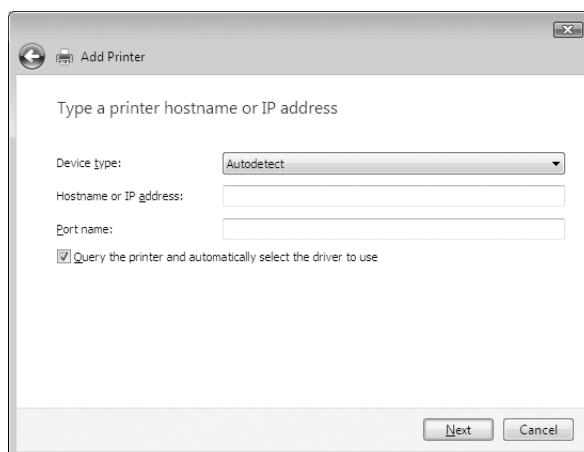 Add Printer
Type a printer hostname or IP address
Device type: Autodetect
Hostname or IP address:
Port name:
Query the printer and automatically select the driver to use
Next Cancel